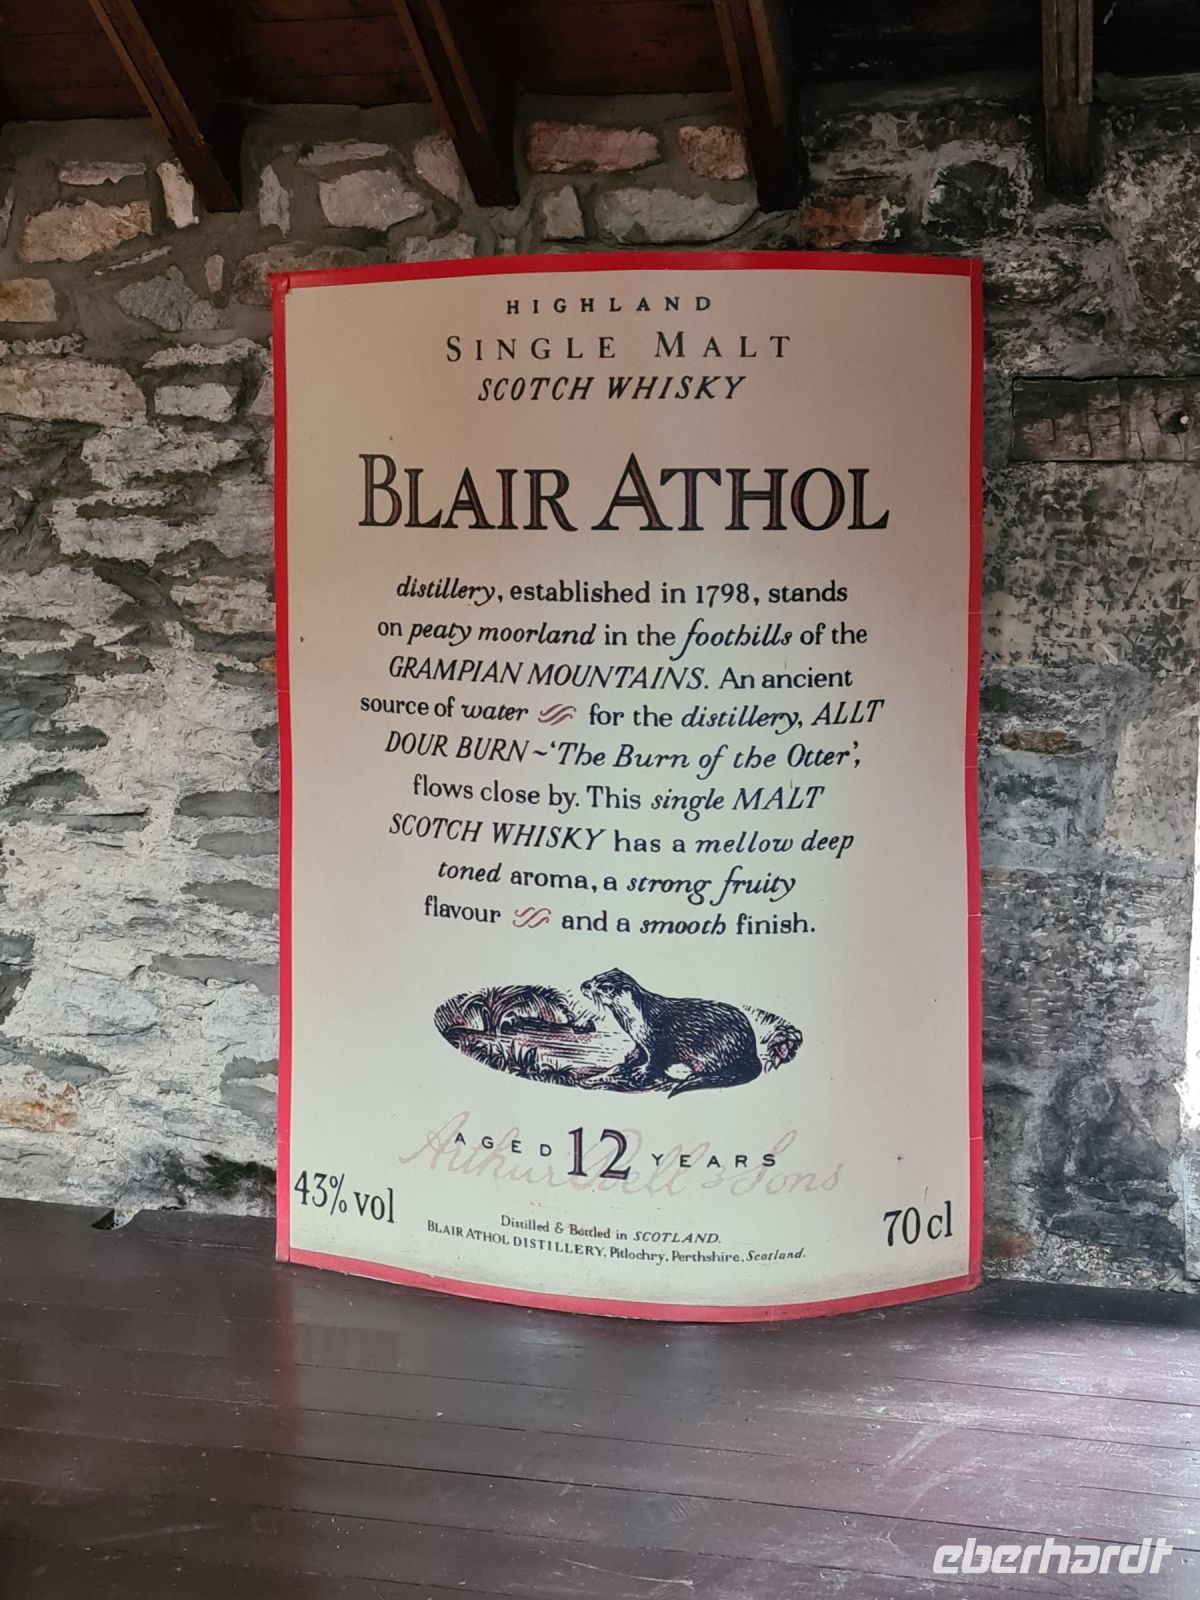 HIGHLAND
SINGLE MALT
SCOTCH WHISKY
BLAIR ATHOL
distillery, established in 1798, stands
on peaty moorland in the foothills of the
GRAMPIAN MOUNTAINS. An ancient
source of water for the distillery, ALLT
DOUR BURN ~ 'The Burn of the Otter',
flows close by. This single MALT
SCOTCH WHISKY has a mellow deep
toned aroma, a strong fruity
flavour and a smooth finish.
Arthur Bell & Sons
AGED 12 YEARS
43% vol
70 cl
Distilled & Bottled in SCOTLAND.
BLAIR ATHOL DISTILLERY, Pitlochry, Perthshire, Scotland.
eberhardt